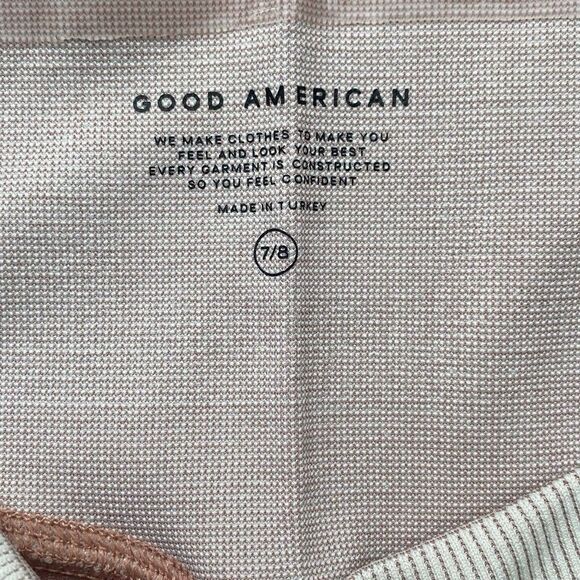 GOOD AMERICAN
WE MAKE CLOTHES TO MAKE YOU
FEEL AND LOOK YOUR BEST
EVERY GARMENT IS CONSTRUCTED
SO YOU FEEL CONFIDENT
MADE IN TURKEY
7/8